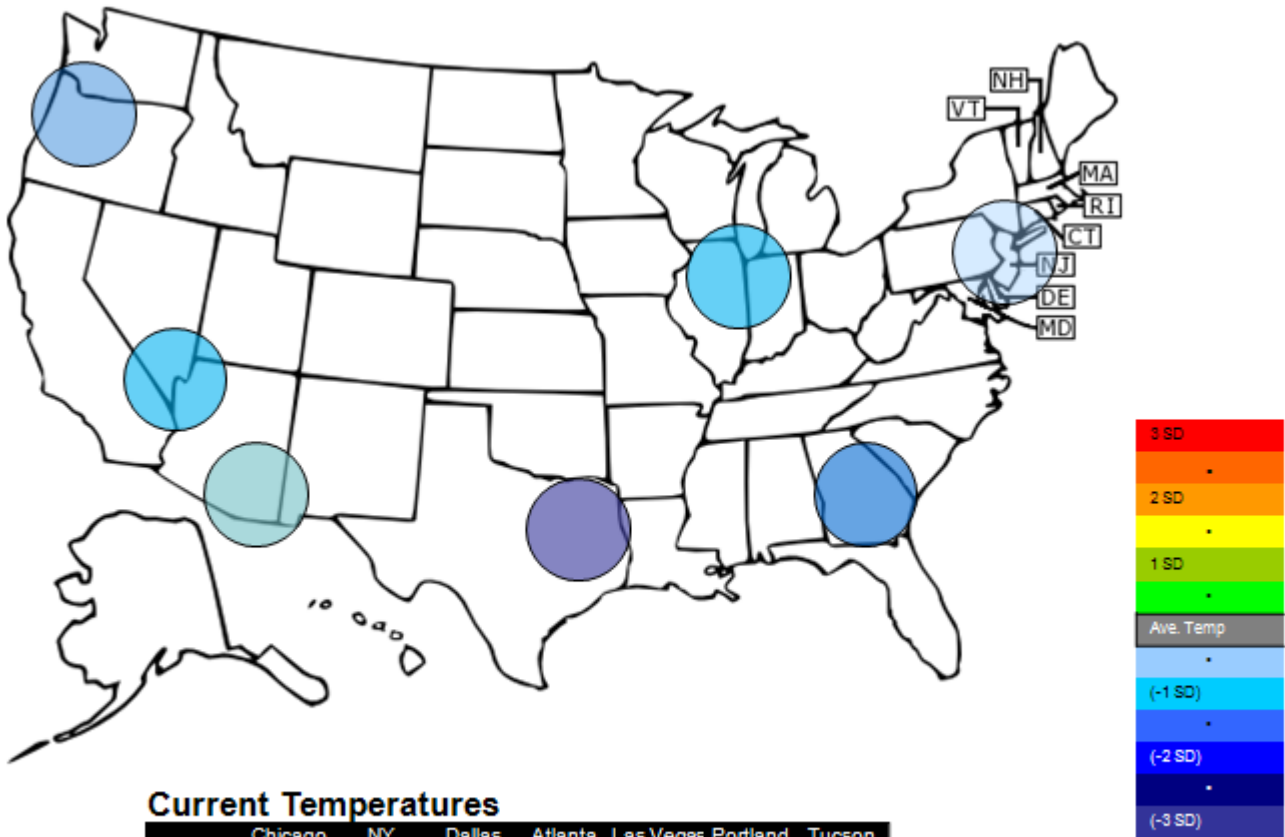 NH
VT
MA
RI
CT
NJ
DE
MD
3 SD
2 SD
1 SD
Ave. Temp
(-1 SD)
(-2 SD)
(-3 SD)
Current Temperatures
Chicago NY Dallas Atlanta Las Vegas Portland Tucson